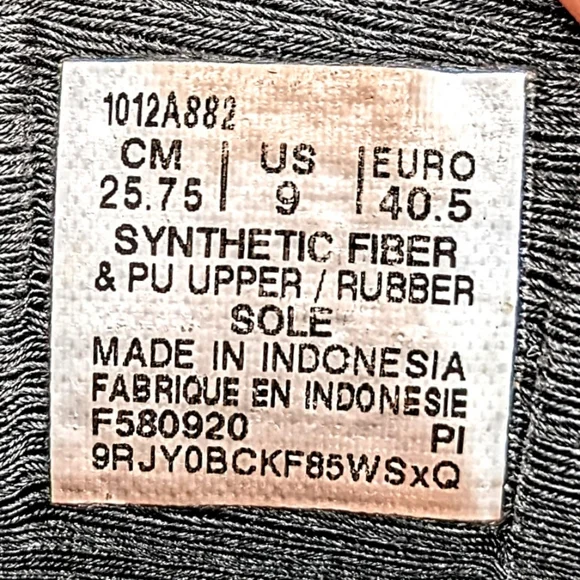 1012A882
CM | US | EURO
25.75 | 9 | 40.5
SYNTHETIC FIBER
& PU UPPER / RUBBER
SOLE
MADE IN INDONESIA
FABRIQUE EN INDONESIE
F580920 PI
9RJY0BCKF85WSxQ